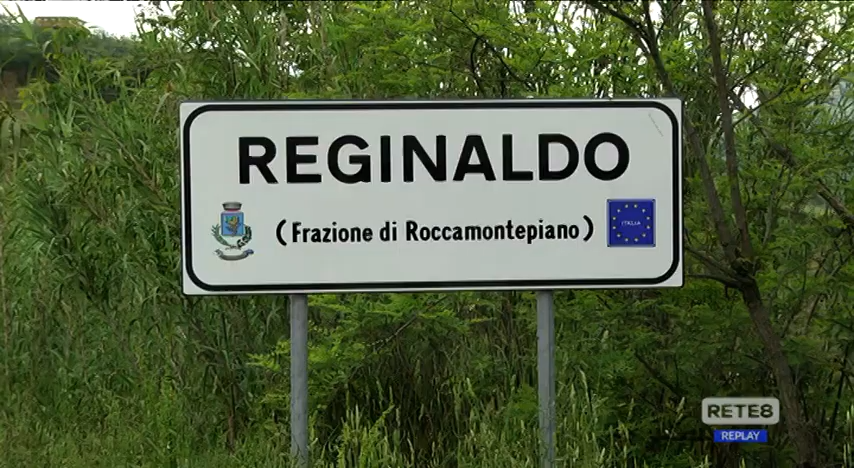 REGINALDO
(Frazione di Roccamontepiano)
ITALIA
RETE8
REPLAY